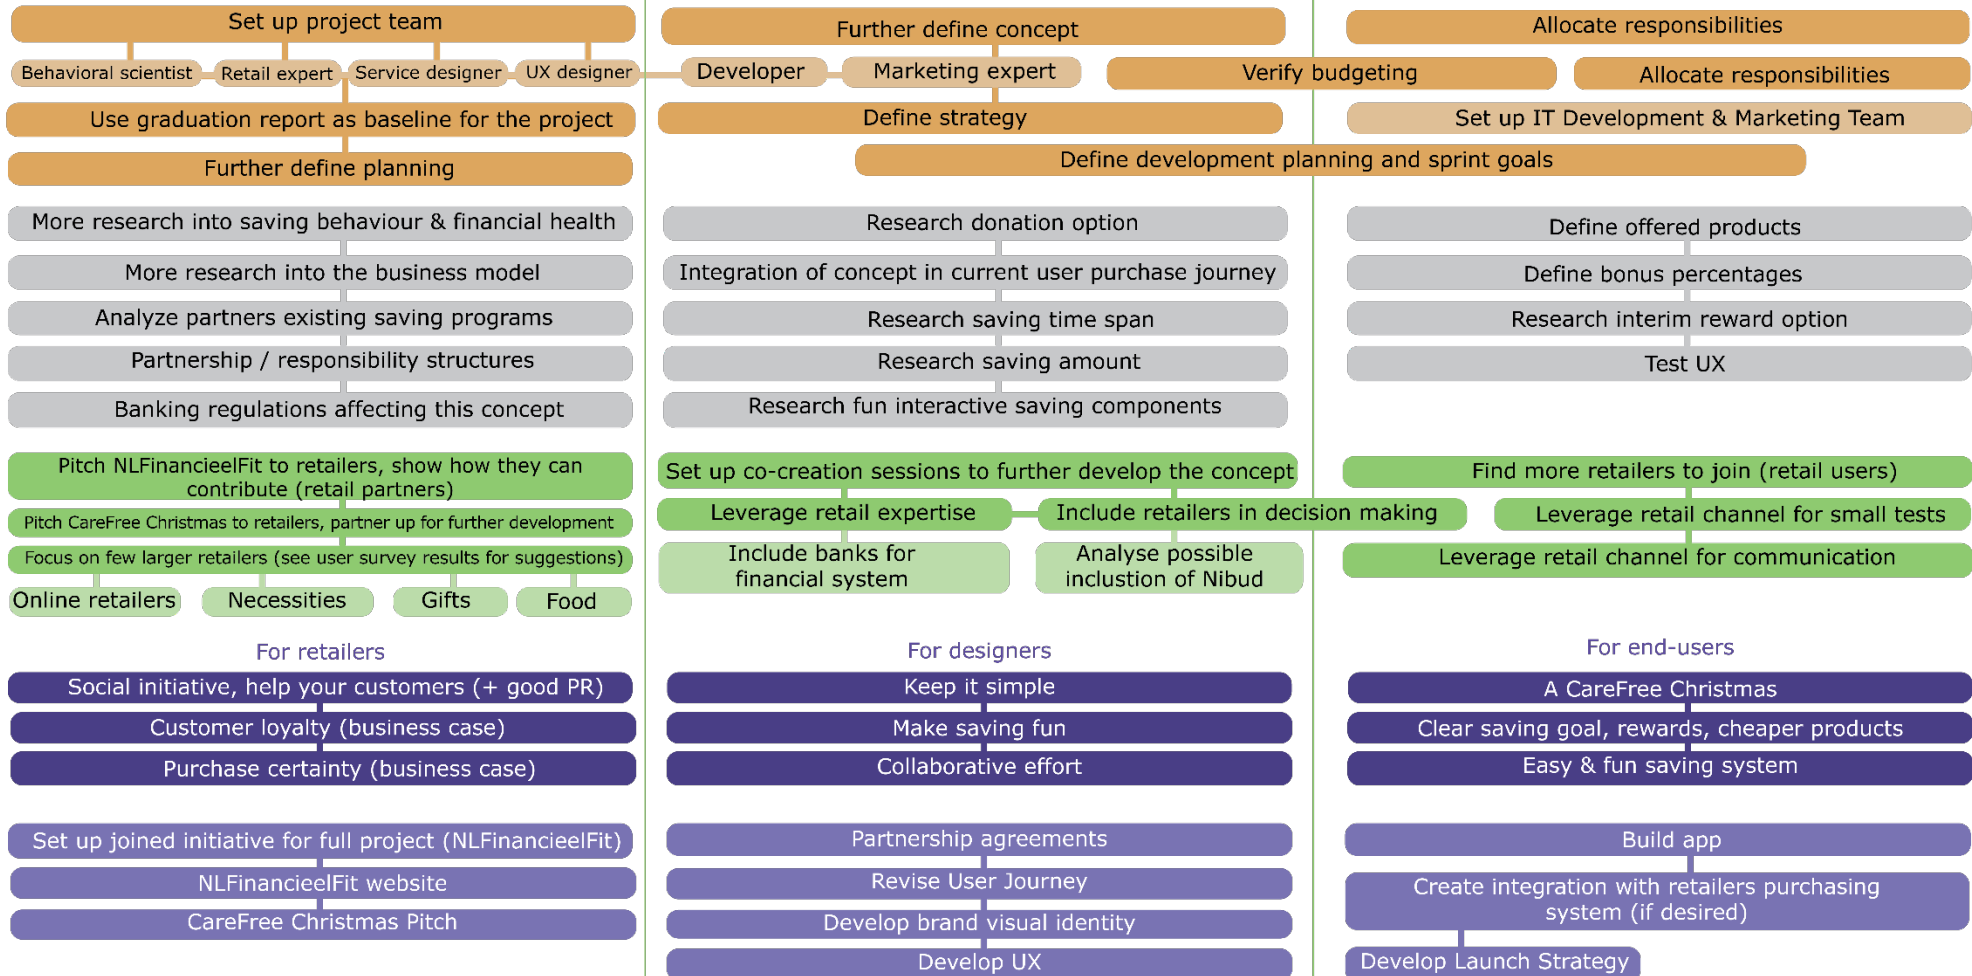 Set up project team
Behavioral scientist
Retail expert
Service designer
UX designer
Use graduation report as baseline for the project
Further define planning
Further define concept
Developer
Marketing expert
Verify budgeting
Define strategy
Define development planning and sprint goals
Allocate responsibilities
Allocate responsibilities
Set up IT Development & Marketing Team
More research into saving behaviour & financial health
More research into the business model
Analyze partners existing saving programs
Partnership / responsibility structures
Banking regulations affecting this concept
Research donation option
Integration of concept in current user purchase journey
Research saving time span
Research saving amount
Research fun interactive saving components
Define offered products
Define bonus percentages
Research interim reward option
Test UX
Pitch NLFinancieelFit to retailers, show how they can
contribute (retail partners)
Pitch CareFree Christmas to retailers, partner up for further development
Focus on few larger retailers (see user survey results for suggestions)
Online retailers
Necessities
Gifts
Food
Set up co-creation sessions to further develop the concept
Leverage retail expertise
Include retailers in decision making
Include banks for
financial system
Analyse possible
inclustion of Nibud
Find more retailers to join (retail users)
Leverage retail channel for small tests
Leverage retail channel for communication
For retailers
Social initiative, help your customers (+ good PR)
Customer loyalty (business case)
Purchase certainty (business case)
For designers
Keep it simple
Make saving fun
Collaborative effort
For end-users
A CareFree Christmas
Clear saving goal, rewards, cheaper products
Easy & fun saving system
Set up joined initiative for full project (NLFinancieelFit)
NLFinancieelFit website
CareFree Christmas Pitch
Partnership agreements
Revise User Journey
Develop brand visual identity
Develop UX
Build app
Create integration with retailers purchasing
system (if desired)
Develop Launch Strategy